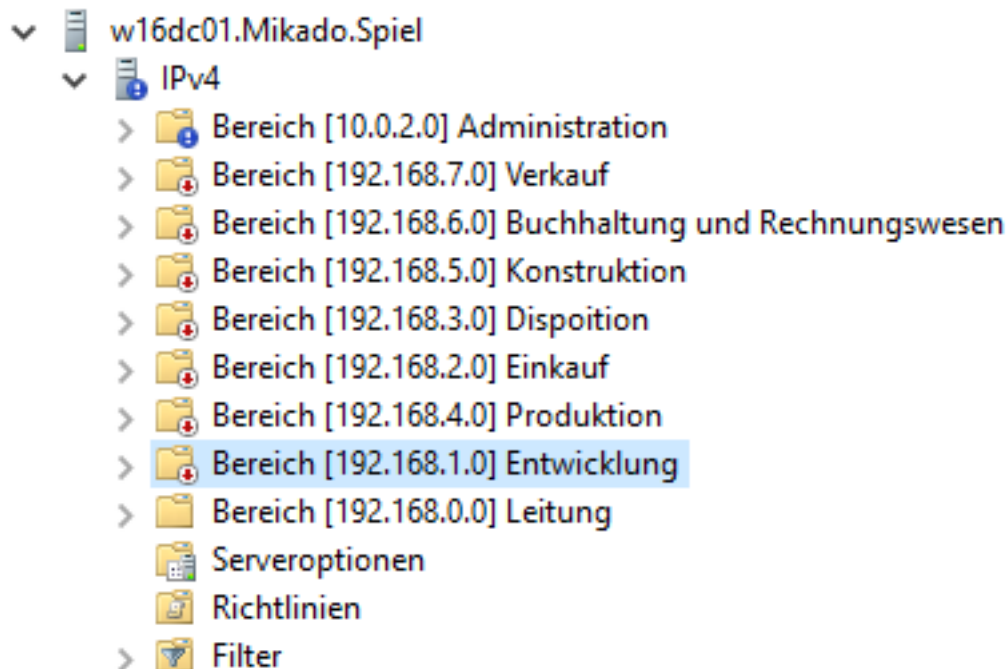 w16dc01.Mikado.Spiel
IPv4
Bereich [10.0.2.0] Administration
Bereich [192.168.7.0] Verkauf
Bereich [192.168.6.0] Buchhaltung und Rechnungswesen
Bereich [192.168.5.0] Konstruktion
Bereich [192.168.3.0] Dispoition
Bereich [192.168.2.0] Einkauf
Bereich [192.168.4.0] Produktion
Bereich [192.168.1.0] Entwicklung
Bereich [192.168.0.0] Leitung
Serveroptionen
Richtlinien
Filter